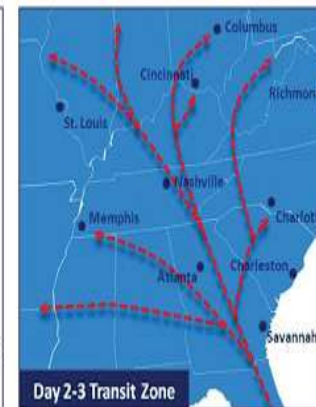 Columbus
Cincinnati
Richmon
St. Louis
Nashville
Memphis
Charlot
Atlanta
Charleston
Savannah
Day 2-3 Transit Zone